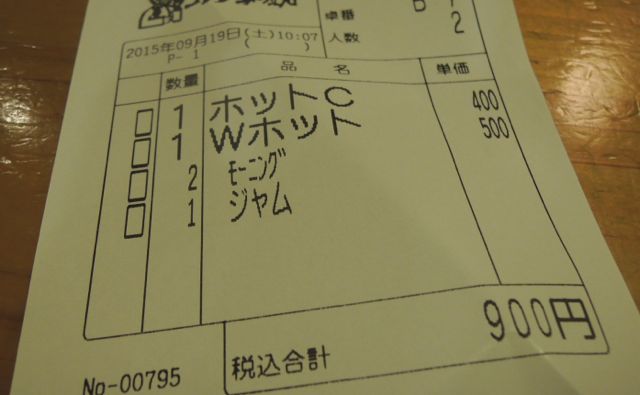 卓番
2015年09月19日(土)10:07
人数 2
P- 1 ( )
数量 品 名 単価
1 ホットC 400
1 Wホット 500
2 ﾓｰﾆﾝｸﾞ
1 ジャム
税込合計 900円
No-00795